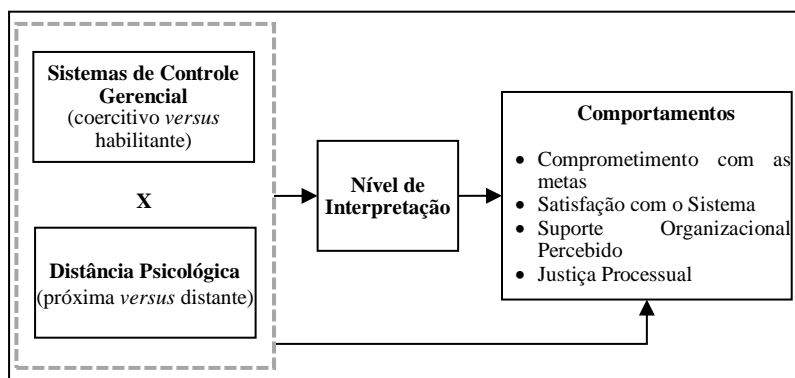 Sistemas de Controle
Gerencial
(coercitivo versus
habilitante)
X
Distância Psicológica
(próxima versus distante)
Nível de
Interpretação
Comportamentos
• Comprometimento com as
metas
• Satisfação com o Sistema
• Suporte Organizacional
Percebido
• Justiça Processual